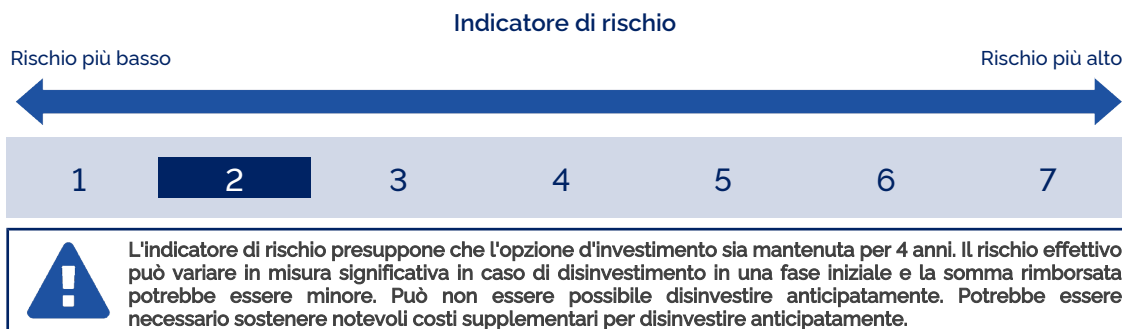 Indicatore di rischio
Rischio più basso Rischio più alto
1 2 3 4 5 6 7
L'indicatore di rischio presuppone che l'opzione d'investimento sia mantenuta per 4 anni. Il rischio effettivo
può variare in misura significativa in caso di disinvestimento in una fase iniziale e la somma rimborsata
potrebbe essere minore. Può non essere possibile disinvestire anticipatamente. Potrebbe essere
necessario sostenere notevoli costi supplementari per disinvestire anticipatamente.